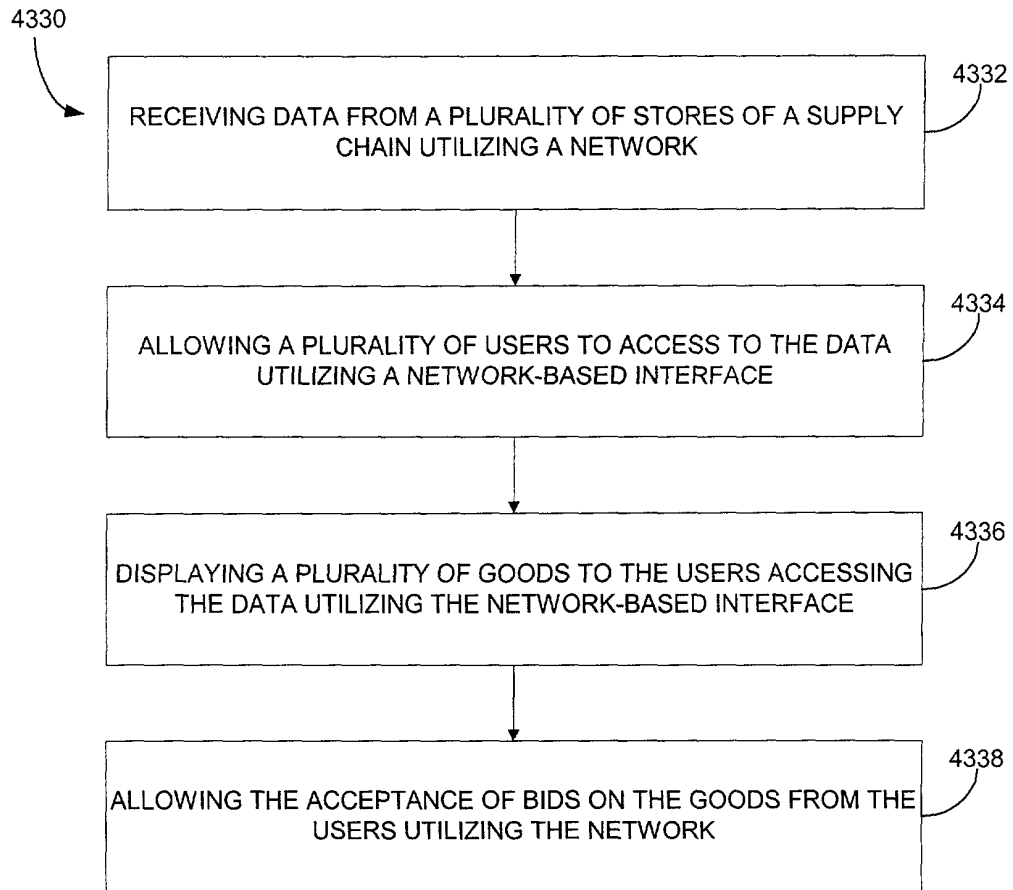 4330
4332
RECEIVING DATA FROM A PLURALITY OF STORES OF A SUPPLY
CHAIN UTILIZING A NETWORK
4334
ALLOWING A PLURALITY OF USERS TO ACCESS TO THE DATA
UTILIZING A NETWORK-BASED INTERFACE
4336
DISPLAYING A PLURALITY OF GOODS TO THE USERS ACCESSING
THE DATA UTILIZING THE NETWORK-BASED INTERFACE
4338
ALLOWING THE ACCEPTANCE OF BIDS ON THE GOODS FROM THE
USERS UTILIZING THE NETWORK